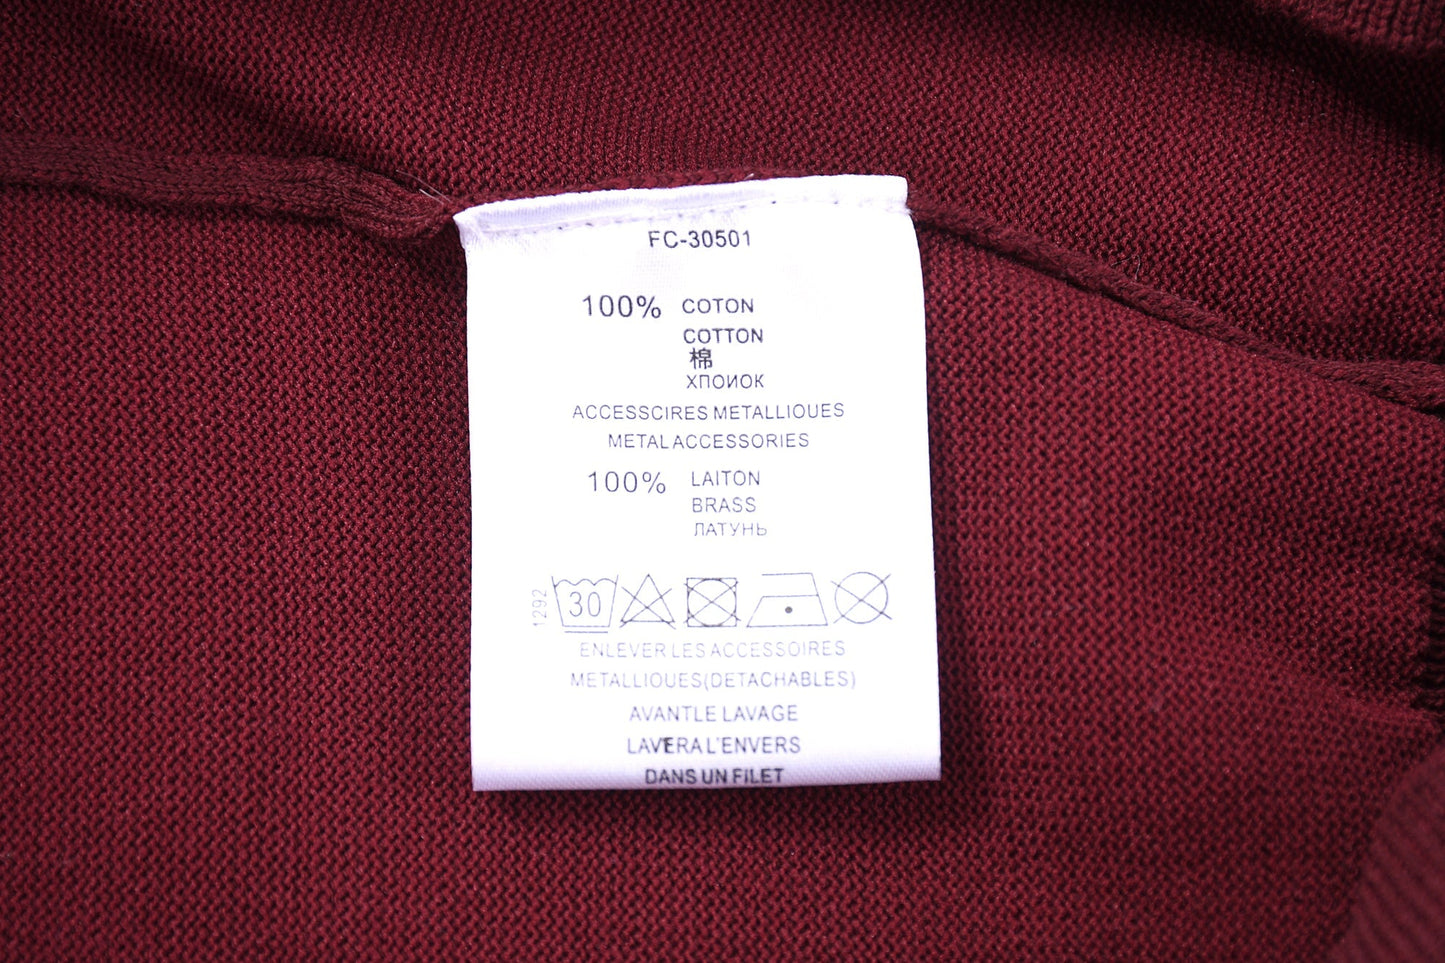 FC-30501
100% COTON
COTTON
棉
ХПОИОК
ACCESSCIRES METALLIOUES
METAL ACCESSORIES
100% LAITON
BRASS
ЛАТУНЬ
1292
30
ENLEVER LES ACCESSOIRES
METALLIOUES(DETACHABLES)
AVANTLE LAVAGE
LAVERA L'ENVERS
DANS UN FILET